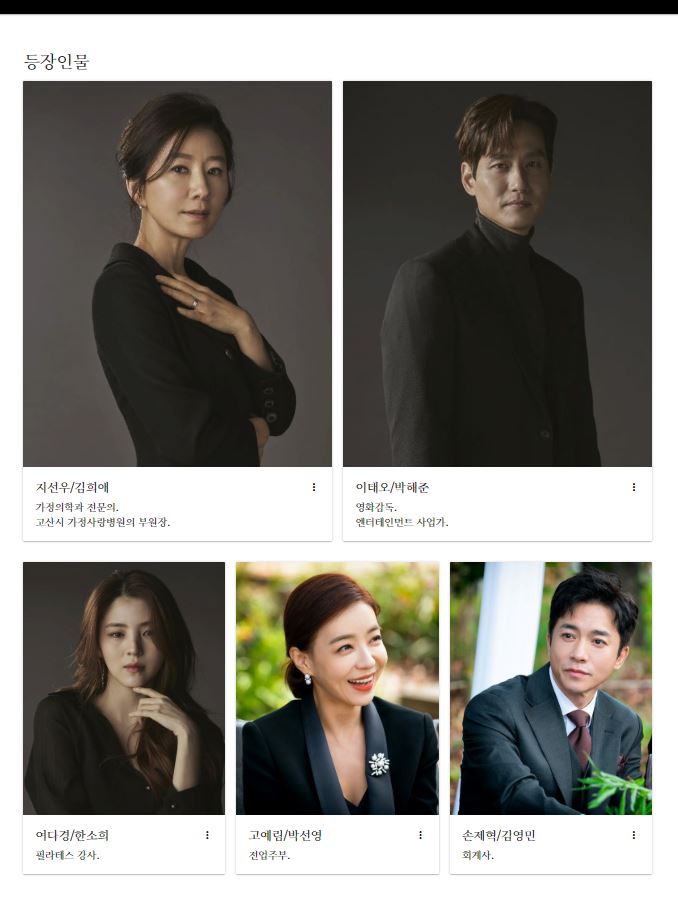 등장인물
지선우/김희애
가정의학과 전문의.
고산시 가정사랑병원의 부원장.
이태오/박해준
영화감독.
엔터테인먼트 사업가.
여다경/한소희
필라테스 강사.
고예림/박선영
전업주부.
손제혁/김영민
회계사.